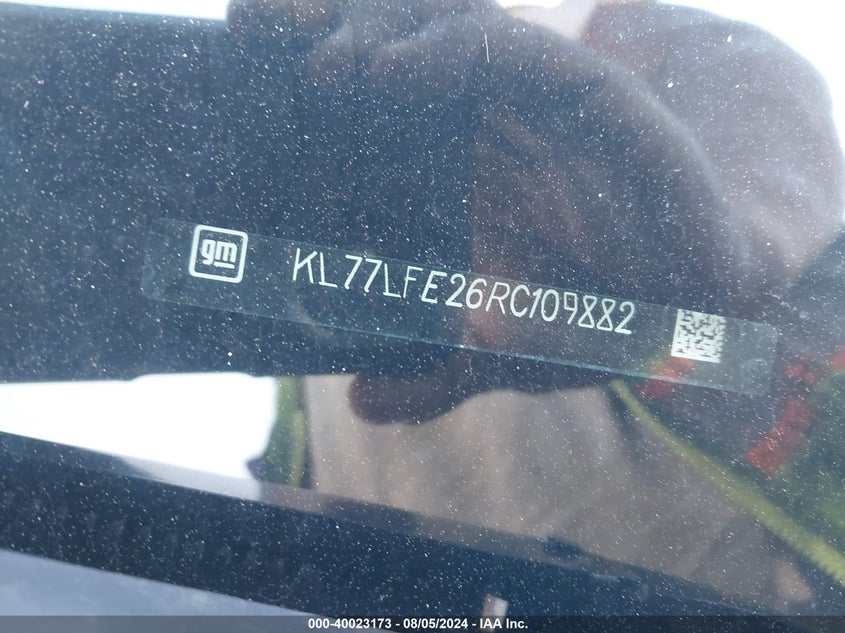 gm KL77LFE26RC109882
000-40023173 - 08/05/2024 - IAA Inc.